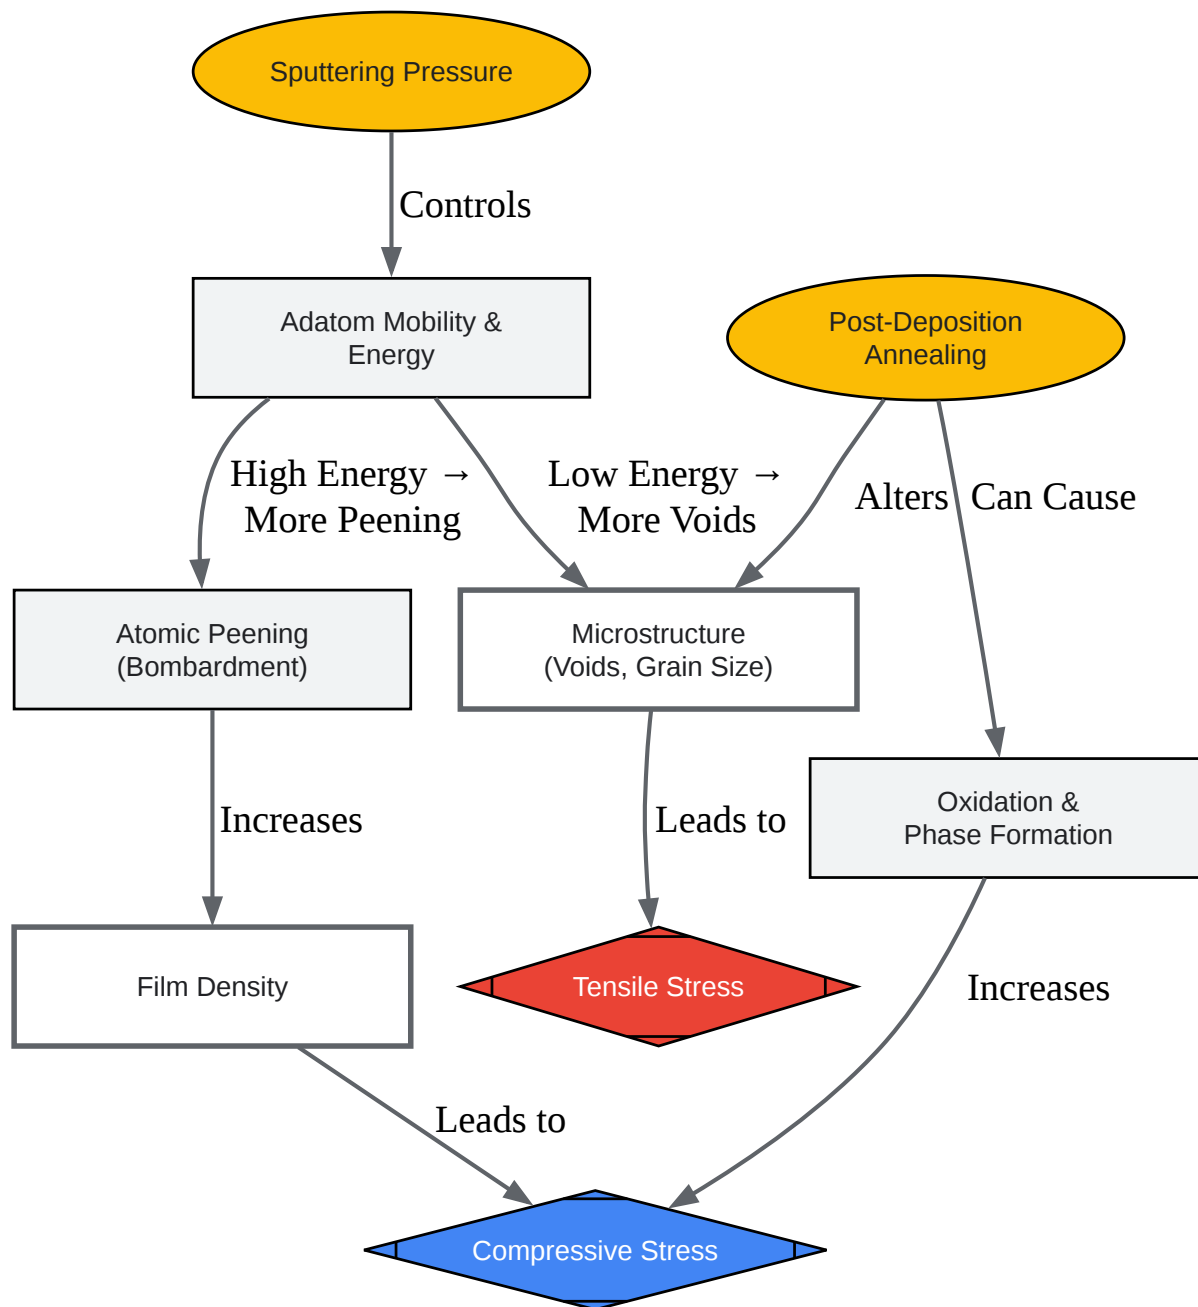 Sputtering Pressure
Controls
Adatom Mobility &
Energy
Post-Deposition
Annealing
High Energy →
More Peening
Low Energy →
More Voids
Alters
Can Cause
Atomic Peening
(Bombardment)
Microstructure
(Voids, Grain Size)
Increases
Leads to
Oxidation &
Phase Formation
Film Density
Tensile Stress
Increases
Leads to
Compressive Stress